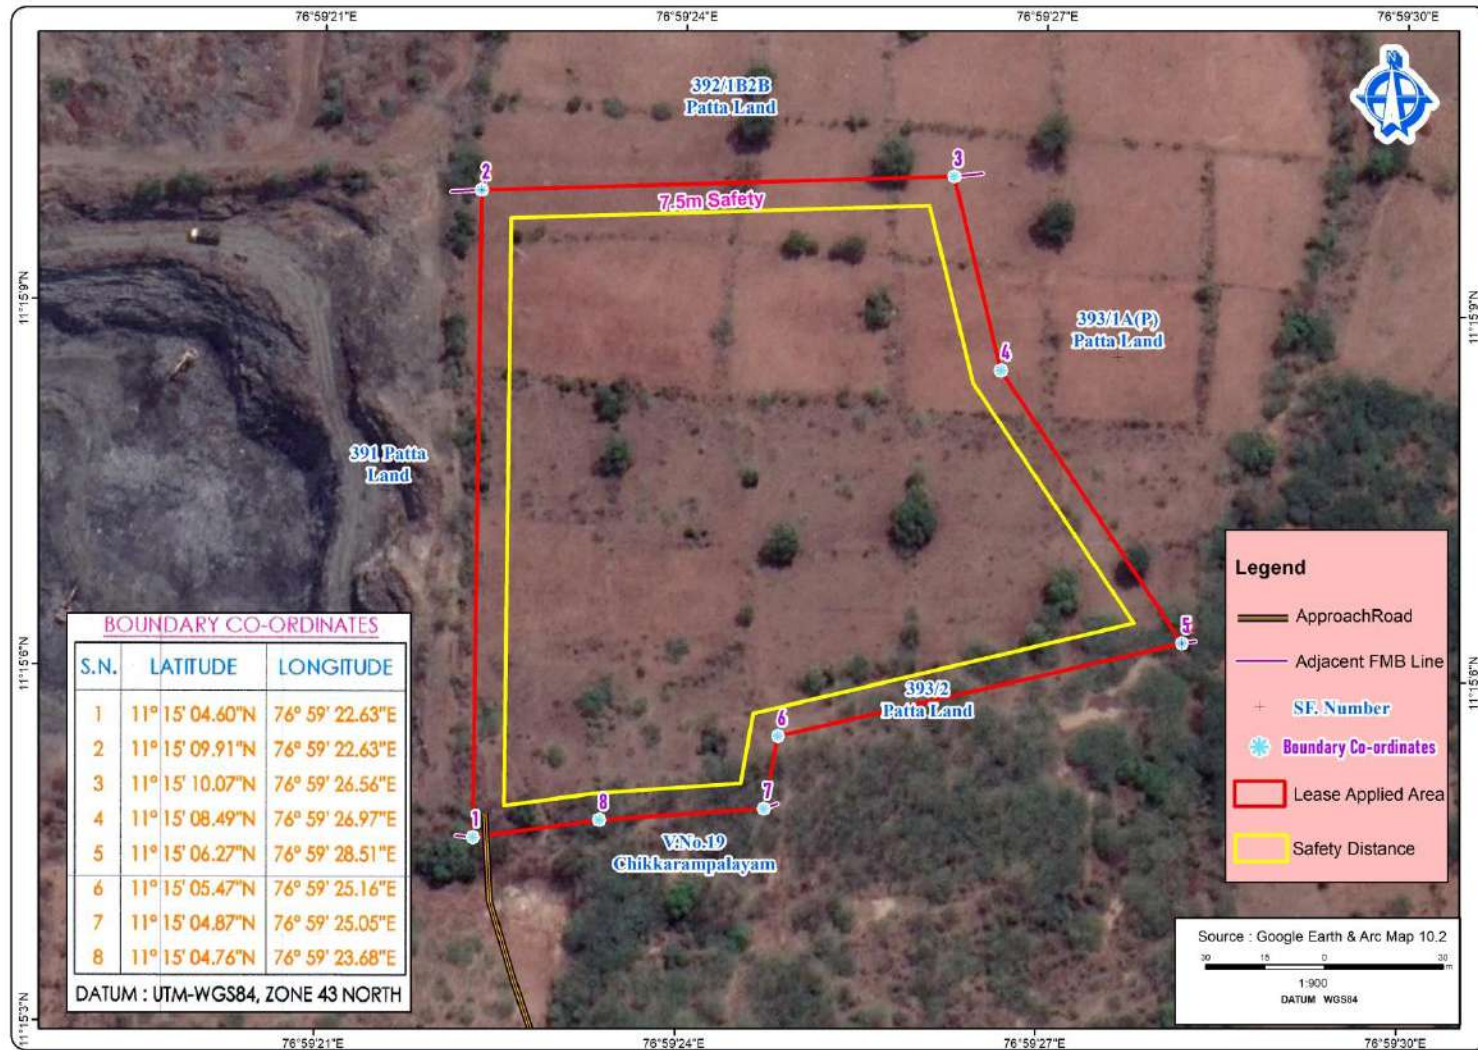 76°59'21"E 76°59'24"E 76°59'27"E 76°59'30"E
N
392/1B2B
Patta Land
2
3
7.5m Safety
11°15'9"N
11°15'9"N
393/1A(P)
Patta Land
4
391 Patta
Land
5
11°15'6"N
11°15'6"N
393/2
Patta Land
6
7
8
1
V.No.19
Chikkarampalayam
11°15'3"N
BOUNDARY CO-ORDINATES
S.N. LATITUDE LONGITUDE
1 11° 15' 04.60"N 76° 59' 22.63"E
2 11° 15' 09.91"N 76° 59' 22.63"E
3 11° 15' 10.07"N 76° 59' 26.56"E
4 11° 15' 08.49"N 76° 59' 26.97"E
5 11° 15' 06.27"N 76° 59' 28.51"E
6 11° 15' 05.47"N 76° 59' 25.16"E
7 11° 15' 04.87"N 76° 59' 25.05"E
8 11° 15' 04.76"N 76° 59' 23.68"E
DATUM : UTM-WGS84, ZONE 43 NORTH
Legend
ApproachRoad
Adjacent FMB Line
SF. Number
Boundary Co-ordinates
Lease Applied Area
Safety Distance
Source : Google Earth & Arc Map 10.2
30 15 0 30
m
1:900
DATUM WGS84
11°15'3"N
76°59'21"E 76°59'24"E 76°59'27"E 76°59'30"E